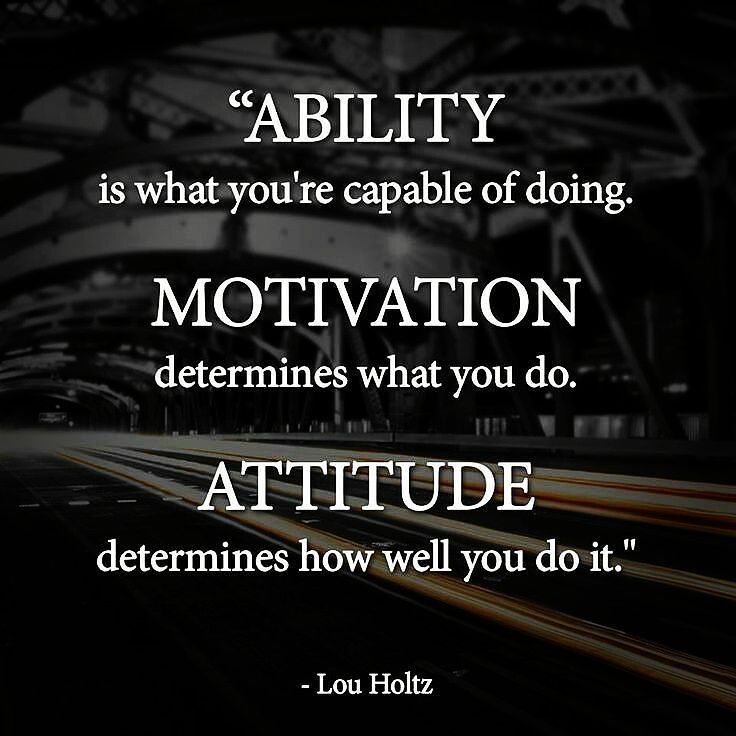 “ABILITY
is what you're capable of doing.
MOTIVATION
determines what you do.
ATTITUDE
determines how well you do it."
- Lou Holtz